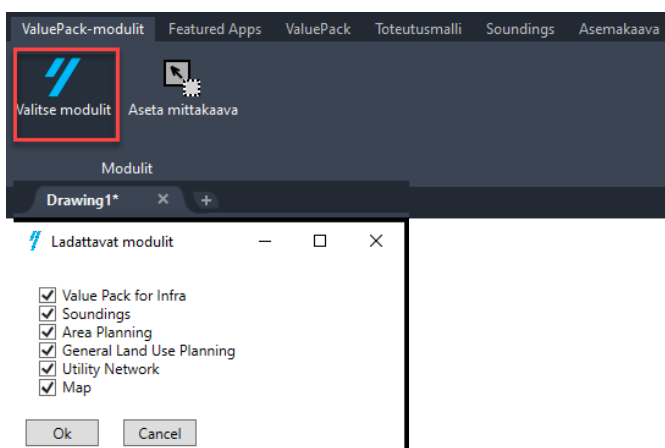 ValuePack-modulit Featured Apps ValuePack Toteutusmalli Soundings Asemakaava
Valitse modulit Aseta mittakaava
Modulit
Drawing1*
Ladattavat modulit
Value Pack for Infra
Soundings
Area Planning
General Land Use Planning
Utility Network
Map
Ok Cancel